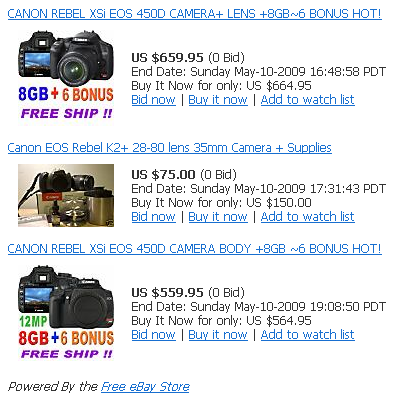 CANON REBEL XSi EOS 450D CAMERA+ LENS +8GB~6 BONUS HOT!
8GB + 6 BONUS
FREE SHIP !!
US $659.95 (0 Bid)
End Date: Sunday May-10-2009 16:48:58 PDT
Buy It Now for only: US $664.95
Bid now | Buy it now | Add to watch list
Canon EOS Rebel K2+ 28-80 lens 35mm Camera + Supplies
US $75.00 (0 Bid)
End Date: Sunday May-10-2009 17:31:43 PDT
Buy It Now for only: US $150.00
Bid now | Buy it now | Add to watch list
CANON REBEL XSi EOS 450D CAMERA BODY +8GB ~6 BONUS HOT!
12MP
8GB+6 BONUS
FREE SHIP !!
US $559.95 (0 Bid)
End Date: Sunday May-10-2009 19:08:50 PDT
Buy It Now for only: US $564.95
Bid now | Buy it now | Add to watch list
Powered By the Free eBay Store